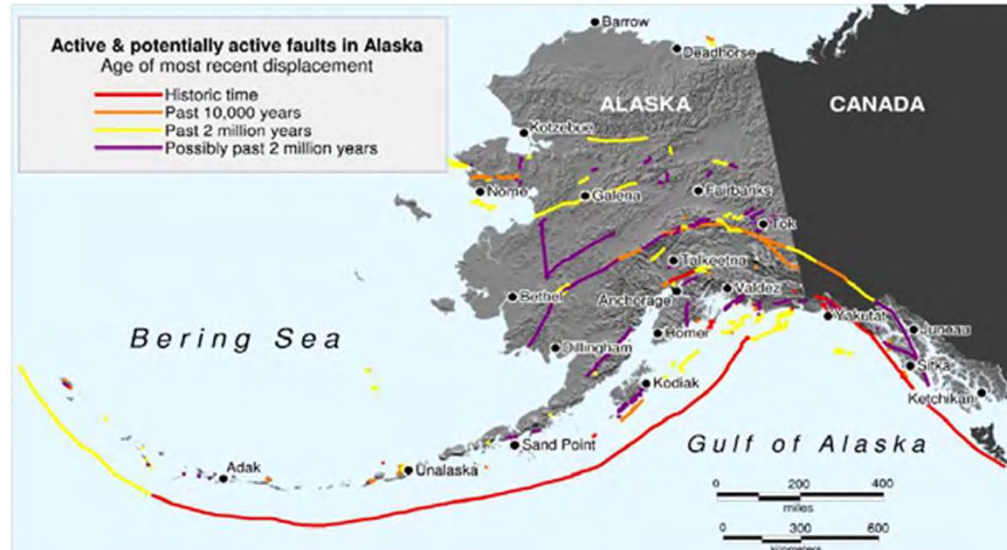 Active & potentially active faults in Alaska
Age of most recent displacement
Historic time
Past 10,000 years
Past 2 million years
Possibly past 2 million years
Barrow
Deadhorse
ALASKA
CANADA
Kotzebue
Nome
Galena
Fairbanks
Tok
Talkeetna
Bethel
Anchorage
Valdez
Yakutat
Bering Sea
Homer
Juneau
Dillingham
Sitka
Kodiak
Ketchikan
Sand Point
Gulf of Alaska
Adak
Unalaska
0 200 400
miles
0 300 600
kilometers